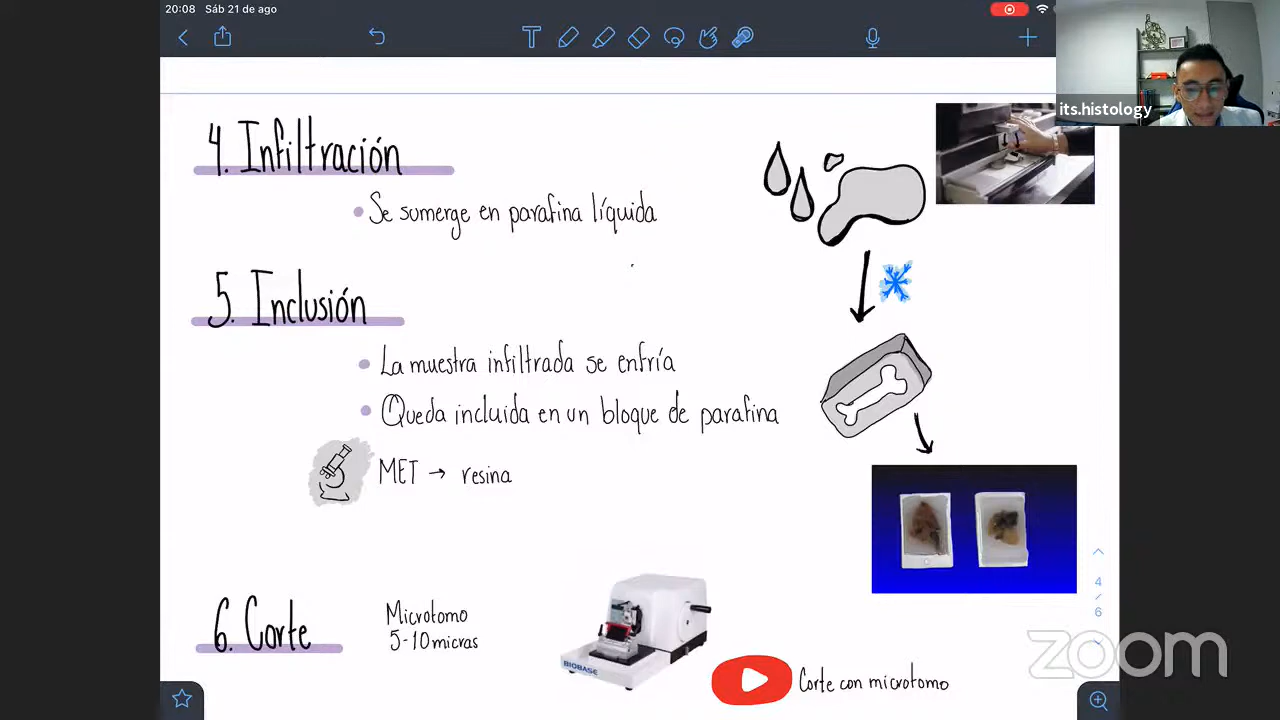 20:08 Sáb 21 de ago
its.histology
4. Infiltración
Se sumerge en parafina líquida
5. Inclusión
La muestra infiltrada se enfría
Queda incluida en un bloque de parafina
MET → resina
6. Corte
Microtomo
5-10 micras
BIOBASE
Corte con microtomo
4
/
6
zoom